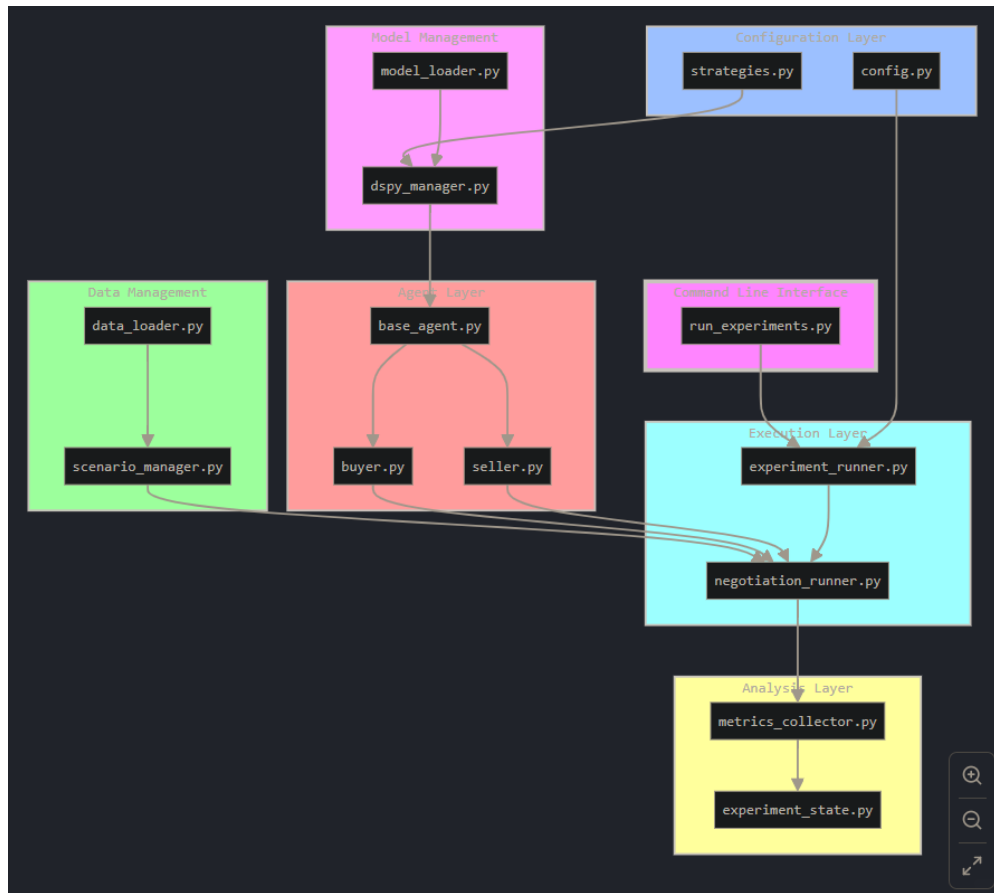 Model Management
model_loader.py
dspy_manager.py
Configuration Layer
strategies.py
config.py
Data Management
data_loader.py
scenario_manager.py
Agent Layer
base_agent.py
buyer.py
seller.py
Command Line Interface
run_experiments.py
Execution Layer
experiment_runner.py
negotiation_runner.py
Analysis Layer
metrics_collector.py
experiment_state.py